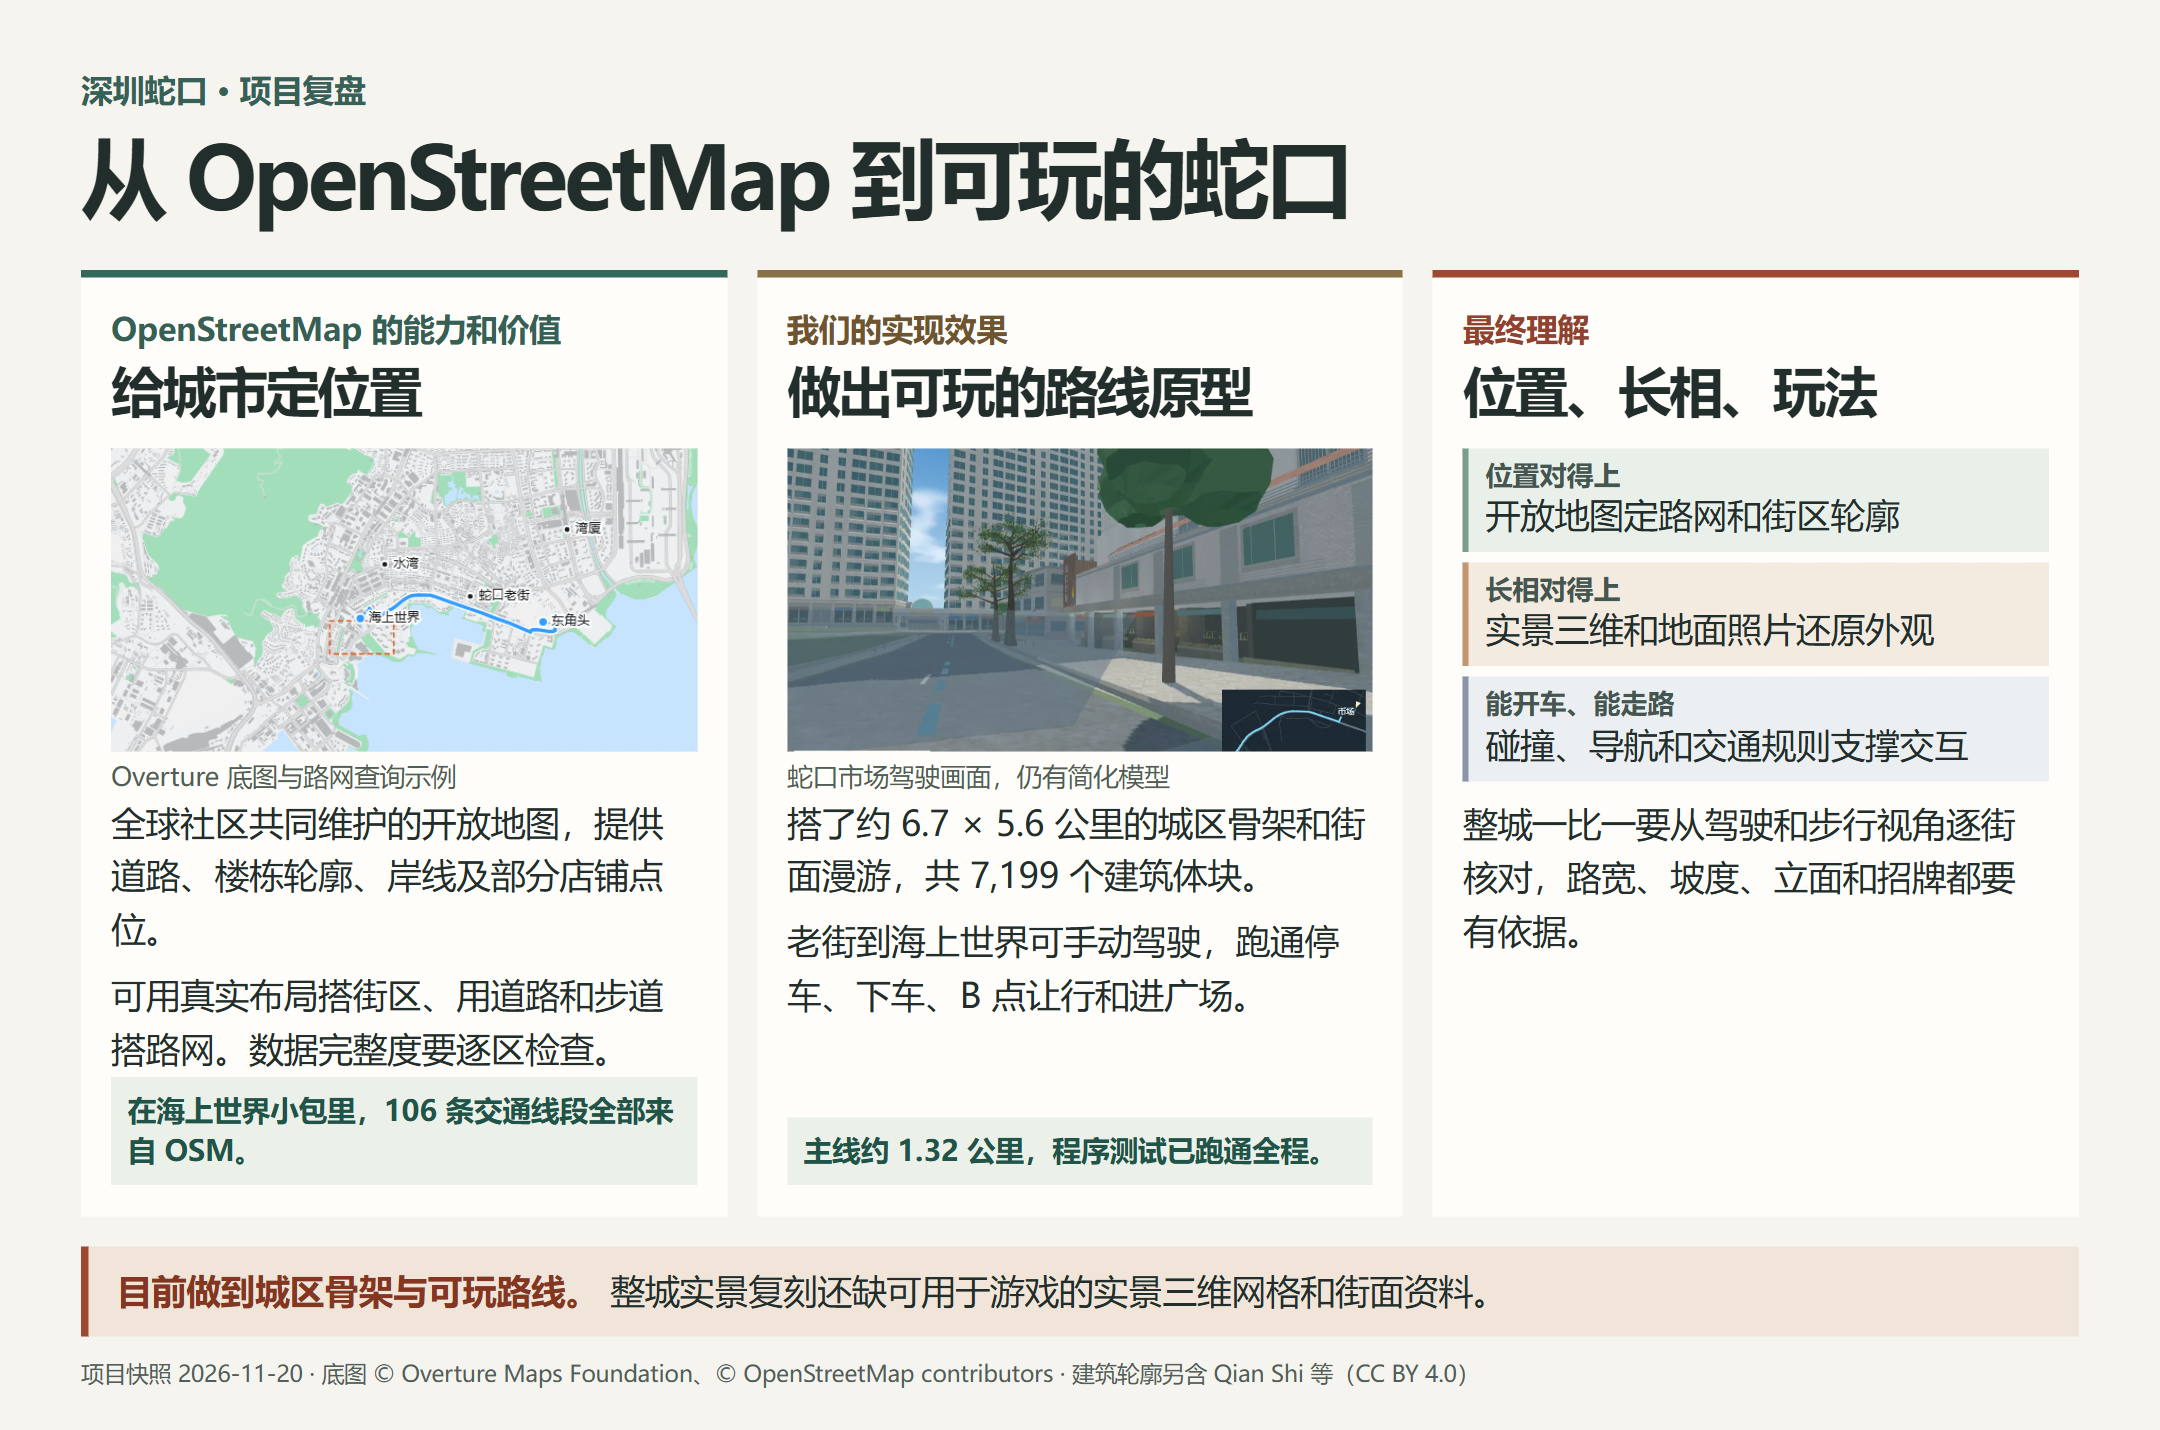 深圳蛇口·项目复盘
从 OpenStreetMap 到可玩的蛇口
OpenStreetMap 的能力和价值
给城市定位置
湾厦
水湾
蛇口老街
海上世界
东角头
Overture 底图与路网查询示例
全球社区共同维护的开放地图，提供
道路、楼栋轮廓、岸线及部分店铺点
位。
可用真实布局搭街区、用道路和步道
搭路网。数据完整度要逐区检查。
在海上世界小包里，106 条交通线段全部来
自 OSM。
我们的实现效果
做出可玩的路线原型
市场
蛇口市场驾驶画面，仍有简化模型
搭了约 6.7 × 5.6 公里的城区骨架和街
面漫游，共 7,199 个建筑体块。
老街到海上世界可手动驾驶，跑通停
车、下车、B 点让行和进广场。
主线约 1.32 公里，程序测试已跑通全程。
最终理解
位置、长相、玩法
位置对得上
开放地图定路网和街区轮廓
长相对得上
实景三维和地面照片还原外观
能开车、能走路
碰撞、导航和交通规则支撑交互
整城一比一要从驾驶和步行视角逐街
核对，路宽、坡度、立面和招牌都要
有依据。
目前做到城区骨架与可玩路线。 整城实景复刻还缺可用于游戏的实景三维网格和街面资料。
项目快照 2026-11-20 · 底图 © Overture Maps Foundation、© OpenStreetMap contributors · 建筑轮廓另含 Qian Shi 等（CC BY 4.0）